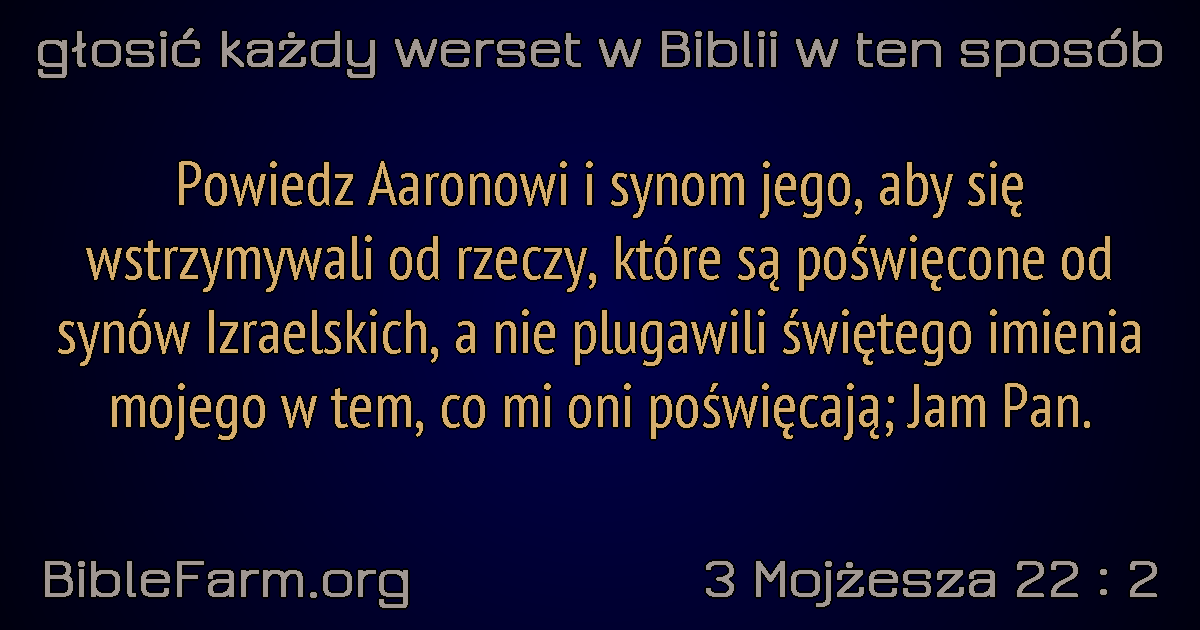 głosić każdy werset w Biblii w ten sposób
Powiedz Aaronowi i synom jego, aby się
wstrzymywali od rzeczy, które są poświęcone od
synów Izraelskich, a nie plugawili świętego imienia
mojego w tem, co mi oni poświęcają; Jam Pan.
BibleFarm.org
3 Mojżesza 22 : 2